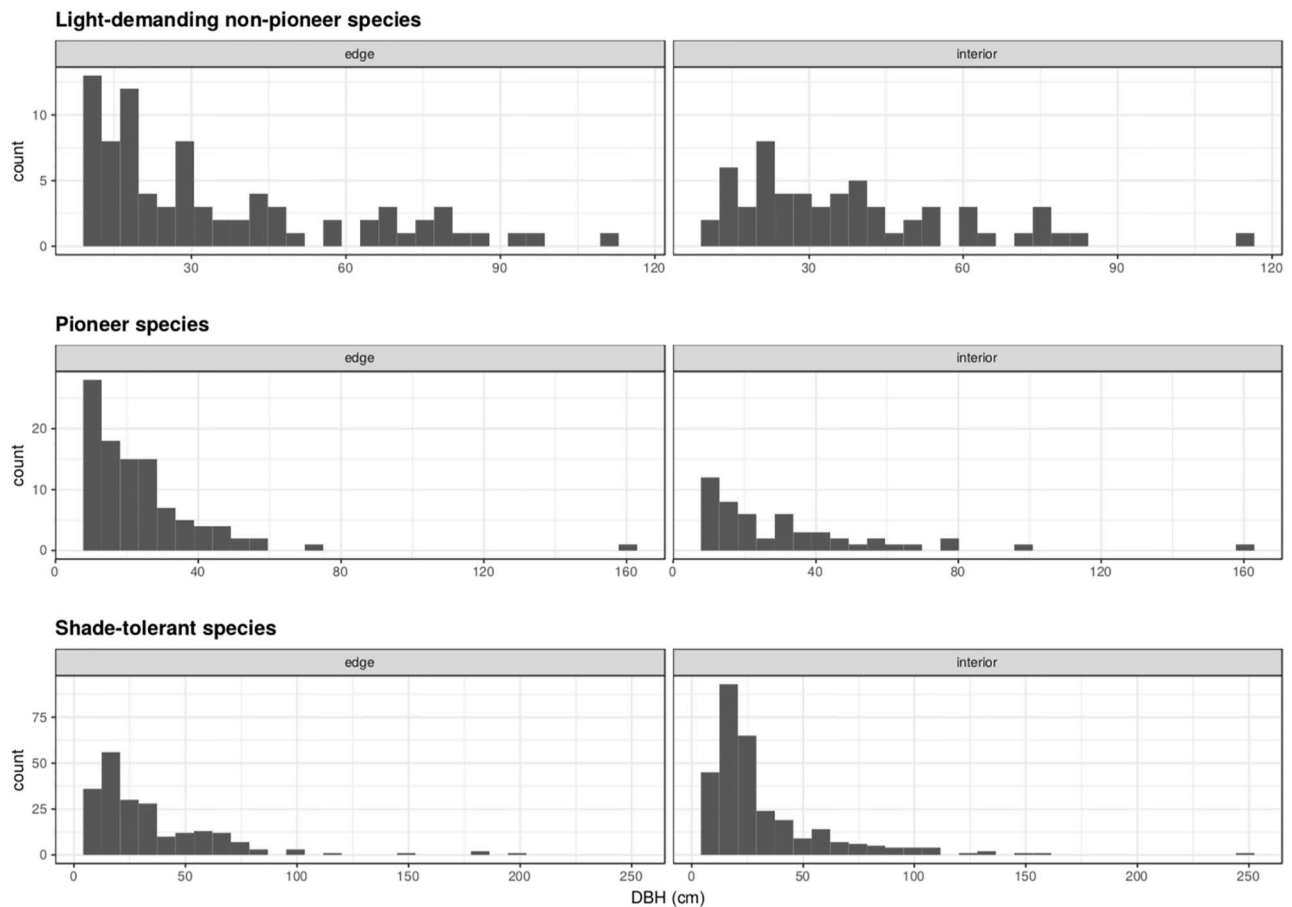 Light-demanding non-pioneer species
edge interior
count
10
5
0
30 60 90 120 30 60 90 120
Pioneer species
edge interior
count
20
10
0
0 40 80 120 160 0 40 80 120 160
Shade-tolerant species
edge interior
count
75
50
25
0
0 50 100 150 200 250 0 50 100 150 200 250
DBH (cm)